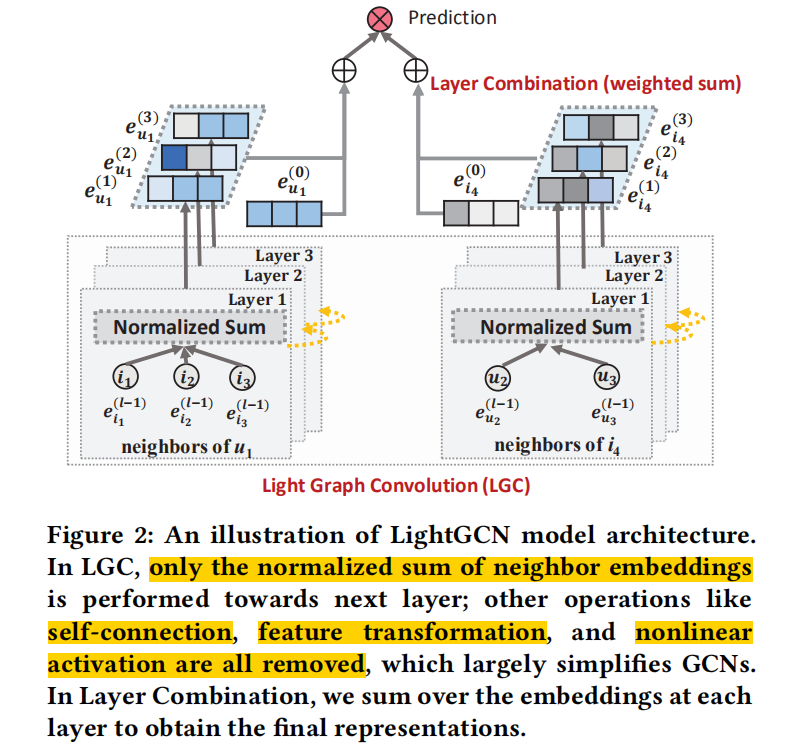 Prediction
Layer Combination (weighted sum)
e_{u_1}^{(3)}
e_{u_1}^{(2)}
e_{u_1}^{(1)}
e_{u_1}^{(0)}
e_{i_4}^{(0)}
e_{i_4}^{(3)}
e_{i_4}^{(2)}
e_{i_4}^{(1)}
Layer 3
Layer 2
Layer 1
Normalized Sum
i_1 i_2 i_3
e_{i_1}^{(l-1)} e_{i_2}^{(l-1)} e_{i_3}^{(l-1)}
neighbors of u_1
Layer 3
Layer 2
Layer 1
Normalized Sum
u_2 u_3
e_{u_2}^{(l-1)} e_{u_3}^{(l-1)}
neighbors of i_4
Light Graph Convolution (LGC)
Figure 2: An illustration of LightGCN model architecture.
In LGC, only the normalized sum of neighbor embeddings
is performed towards next layer; other operations like
self-connection, feature transformation, and nonlinear
activation are all removed, which largely simplifies GCNs.
In Layer Combination, we sum over the embeddings at each
layer to obtain the final representations.